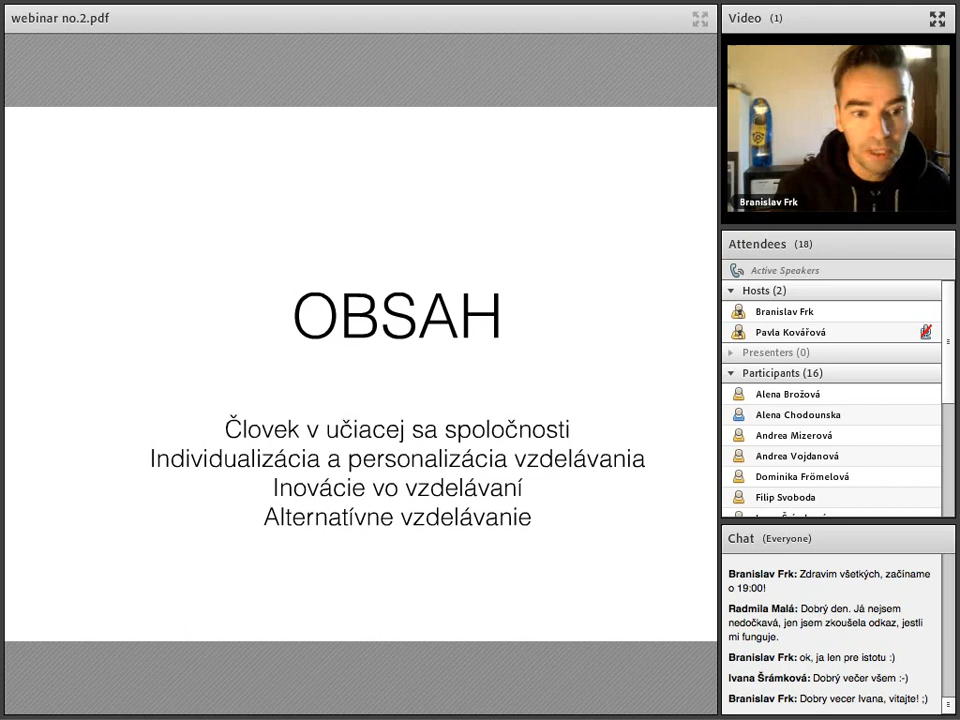 webinar no.2.pdf
OBSAH
Človek v učiacej sa spoločnosti
Individualizácia a personalizácia vzdelávania
Inovácie vo vzdelávaní
Alternatívne vzdelávanie
Video (1)
Branislav Frk
Attendees (18)
Active Speakers
Hosts (2)
Branislav Frk
Pavla Kovářová
Presenters (0)
Participants (16)
Alena Brožová
Alena Chodounska
Andrea Mizerová
Andrea Vojdanová
Dominika Frömelová
Filip Svoboda
Chat (Everyone)
Branislav Frk: Zdravim všetkých, začíname
o 19:00!
Radmila Malá: Dobrý den. Já nejsem
nedočkavá, jen jsem zkoušela odkaz, jestli
mi funguje.
Branislav Frk: ok, ja len pre istotu :)
Ivana Šrámková: Dobrý večer všem :-)
Branislav Frk: Dobry vecer Ivana, vitajte! ;)